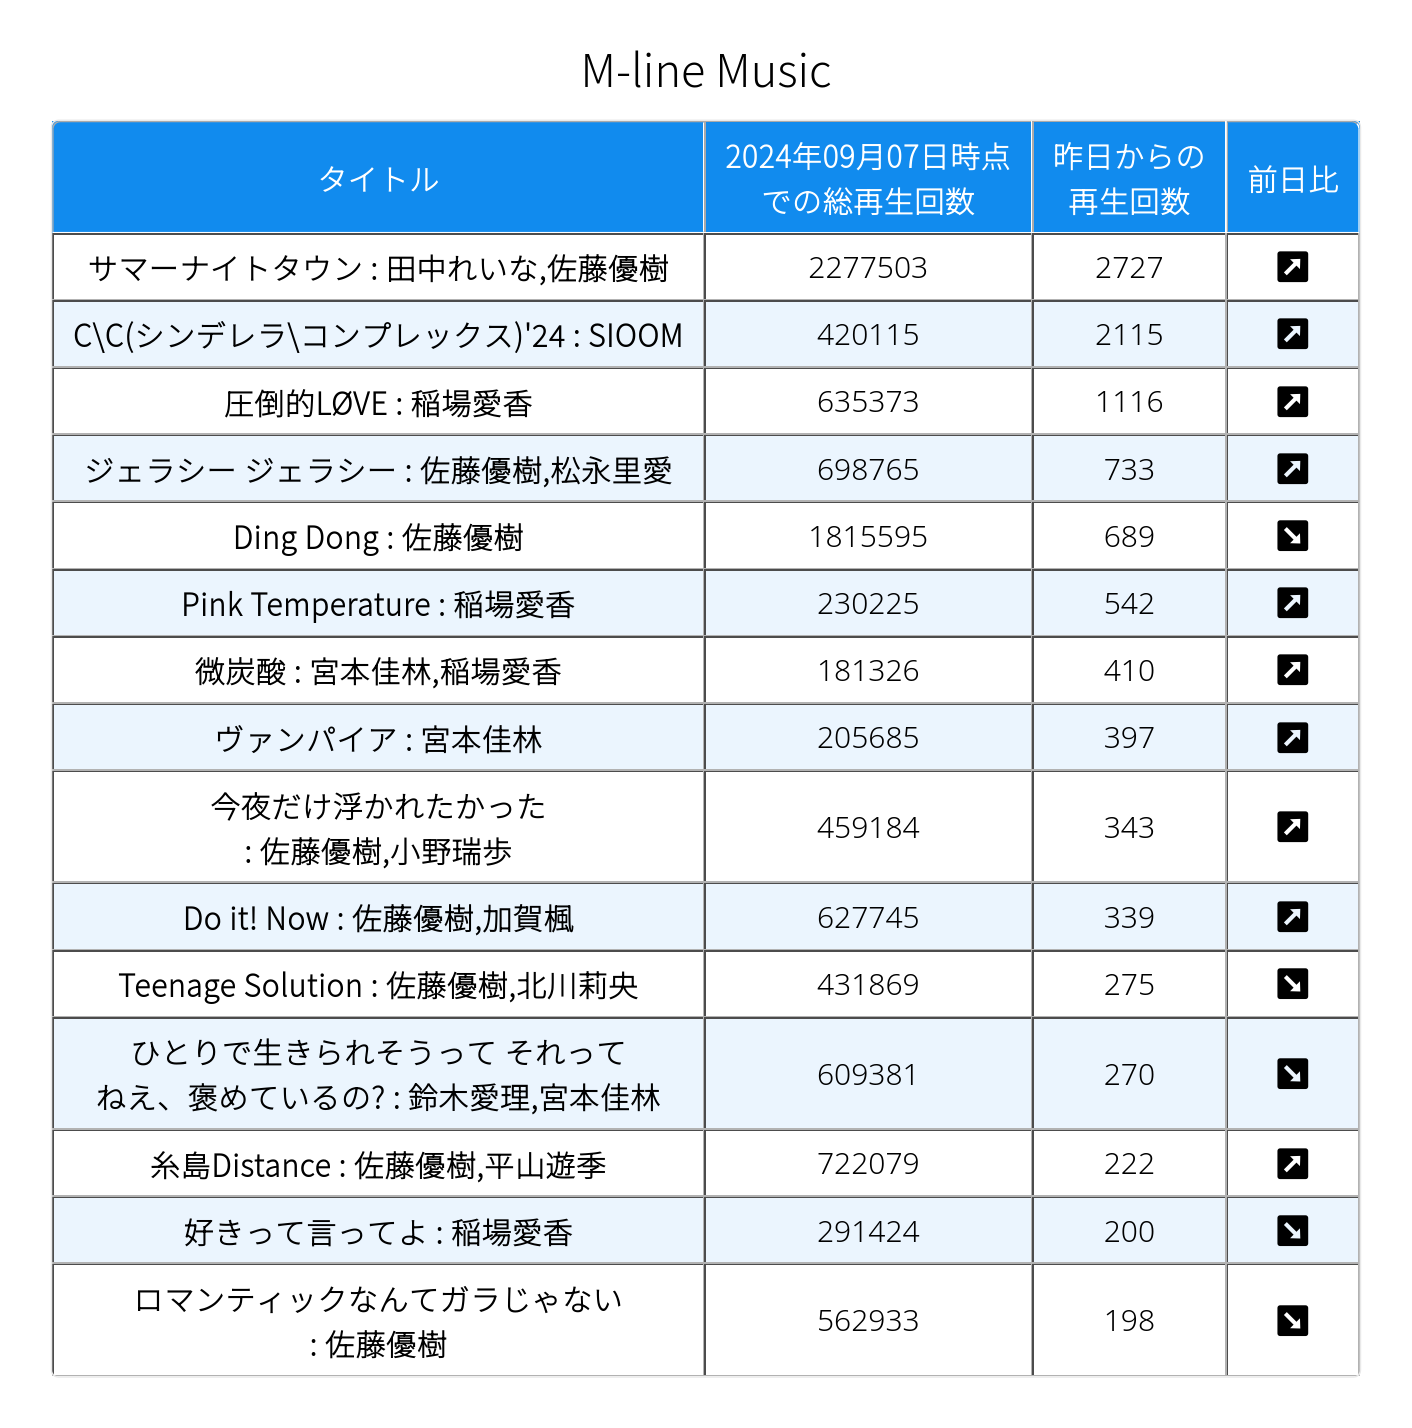 M-line Music
タイトル
2024年09月07日時点
での総再生回数
昨日からの
再生回数
前日比
サマーナイトタウン : 田中れいな,佐藤優樹
2277503
2727
C\C(シンデレラ\コンプレックス)'24 : SIOOM
420115
2115
圧倒的LØVE : 稲場愛香
635373
1116
ジェラシー ジェラシー : 佐藤優樹,松永里愛
698765
733
Ding Dong : 佐藤優樹
1815595
689
Pink Temperature : 稲場愛香
230225
542
微炭酸 : 宮本佳林,稲場愛香
181326
410
ヴァンパイア : 宮本佳林
205685
397
今夜だけ浮かれたかった
: 佐藤優樹,小野瑞歩
459184
343
Do it! Now : 佐藤優樹,加賀楓
627745
339
Teenage Solution : 佐藤優樹,北川莉央
431869
275
ひとりで生きられそうって それって
ねえ、褒めているの? : 鈴木愛理,宮本佳林
609381
270
糸島Distance : 佐藤優樹,平山遊季
722079
222
好きって言ってよ : 稲場愛香
291424
200
ロマンティックなんてガラじゃない
: 佐藤優樹
562933
198